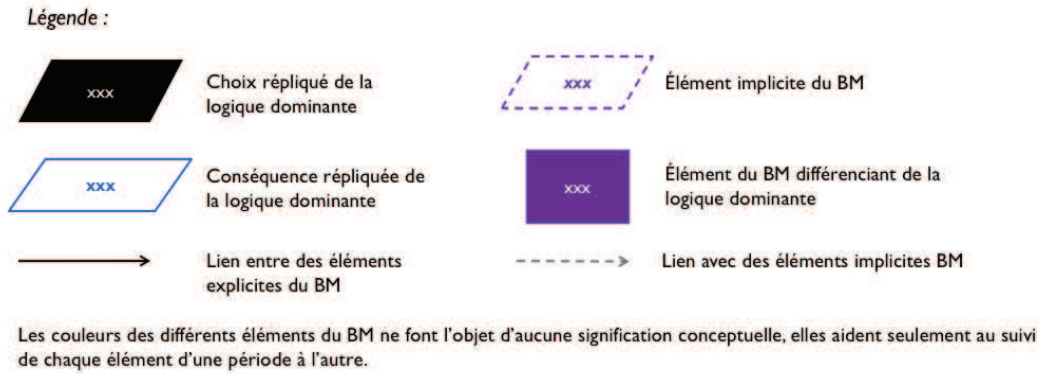 Légende :
xxx
Choix répliqué de la
logique dominante
xxx
Élément implicite du BM
xxx
Conséquence répliquée de
la logique dominante
xxx
Élément du BM différenciant de la
logique dominante
Lien entre des éléments
explicites du BM
Lien avec des éléments implicites BM
Les couleurs des différents éléments du BM ne font l'objet d'aucune signification conceptuelle, elles aident seulement au suivi
de chaque élément d'une période à l'autre.